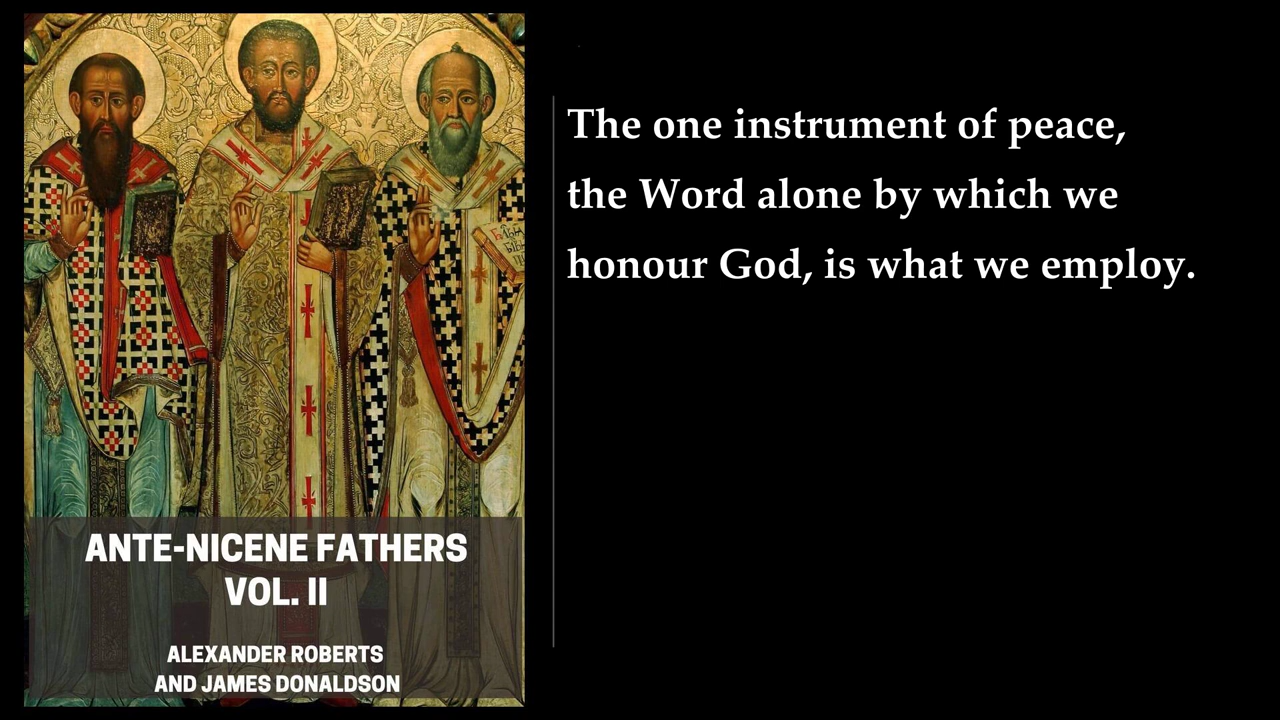 The one instrument of peace,
the Word alone by which we
honour God, is what we employ.
ANTE-NICENE FATHERS
VOL. II
ALEXANDER ROBERTS
AND JAMES DONALDSON